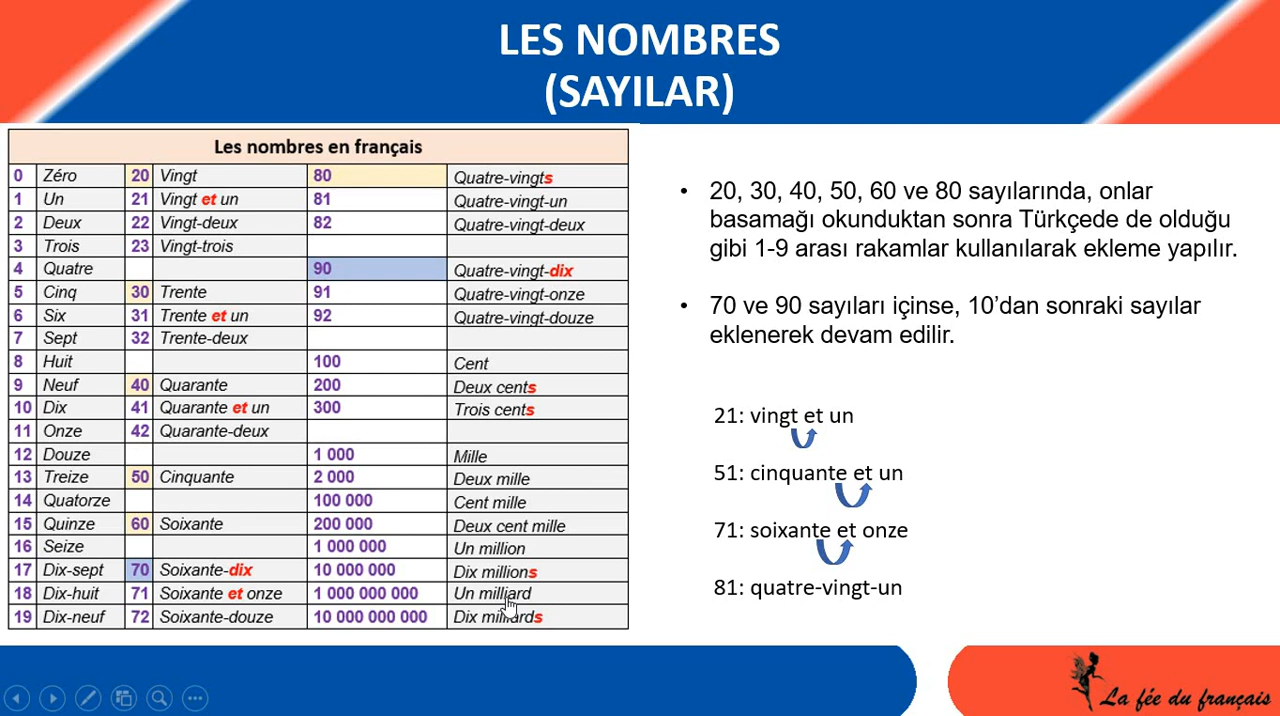 LES NOMBRES
(SAYILAR)
Les nombres en français
0 Zéro 20 Vingt 80 Quatre-vingts
1 Un 21 Vingt et un 81 Quatre-vingt-un
2 Deux 22 Vingt-deux 82 Quatre-vingt-deux
3 Trois 23 Vingt-trois
4 Quatre 90 Quatre-vingt-dix
5 Cinq 30 Trente 91 Quatre-vingt-onze
6 Six 31 Trente et un 92 Quatre-vingt-douze
7 Sept 32 Trente-deux
8 Huit 100 Cent
9 Neuf 40 Quarante 200 Deux cents
10 Dix 41 Quarante et un 300 Trois cents
11 Onze 42 Quarante-deux
12 Douze 1 000 Mille
13 Treize 50 Cinquante 2 000 Deux mille
14 Quatorze 100 000 Cent mille
15 Quinze 60 Soixante 200 000 Deux cent mille
16 Seize 1 000 000 Un million
17 Dix-sept 70 Soixante-dix 10 000 000 Dix millions
18 Dix-huit 71 Soixante et onze 1 000 000 000 Un milliard
19 Dix-neuf 72 Soixante-douze 10 000 000 000 Dix milliards
• 20, 30, 40, 50, 60 ve 80 sayılarında, onlar
basamağı okunduktan sonra Türkçede de olduğu
gibi 1-9 arası rakamlar kullanılarak ekleme yapılır.
• 70 ve 90 sayıları içinse, 10’dan sonraki sayılar
eklenerek devam edilir.
21: vingt et un
51: cinquante et un
71: soixante et onze
81: quatre-vingt-un
La fée du français